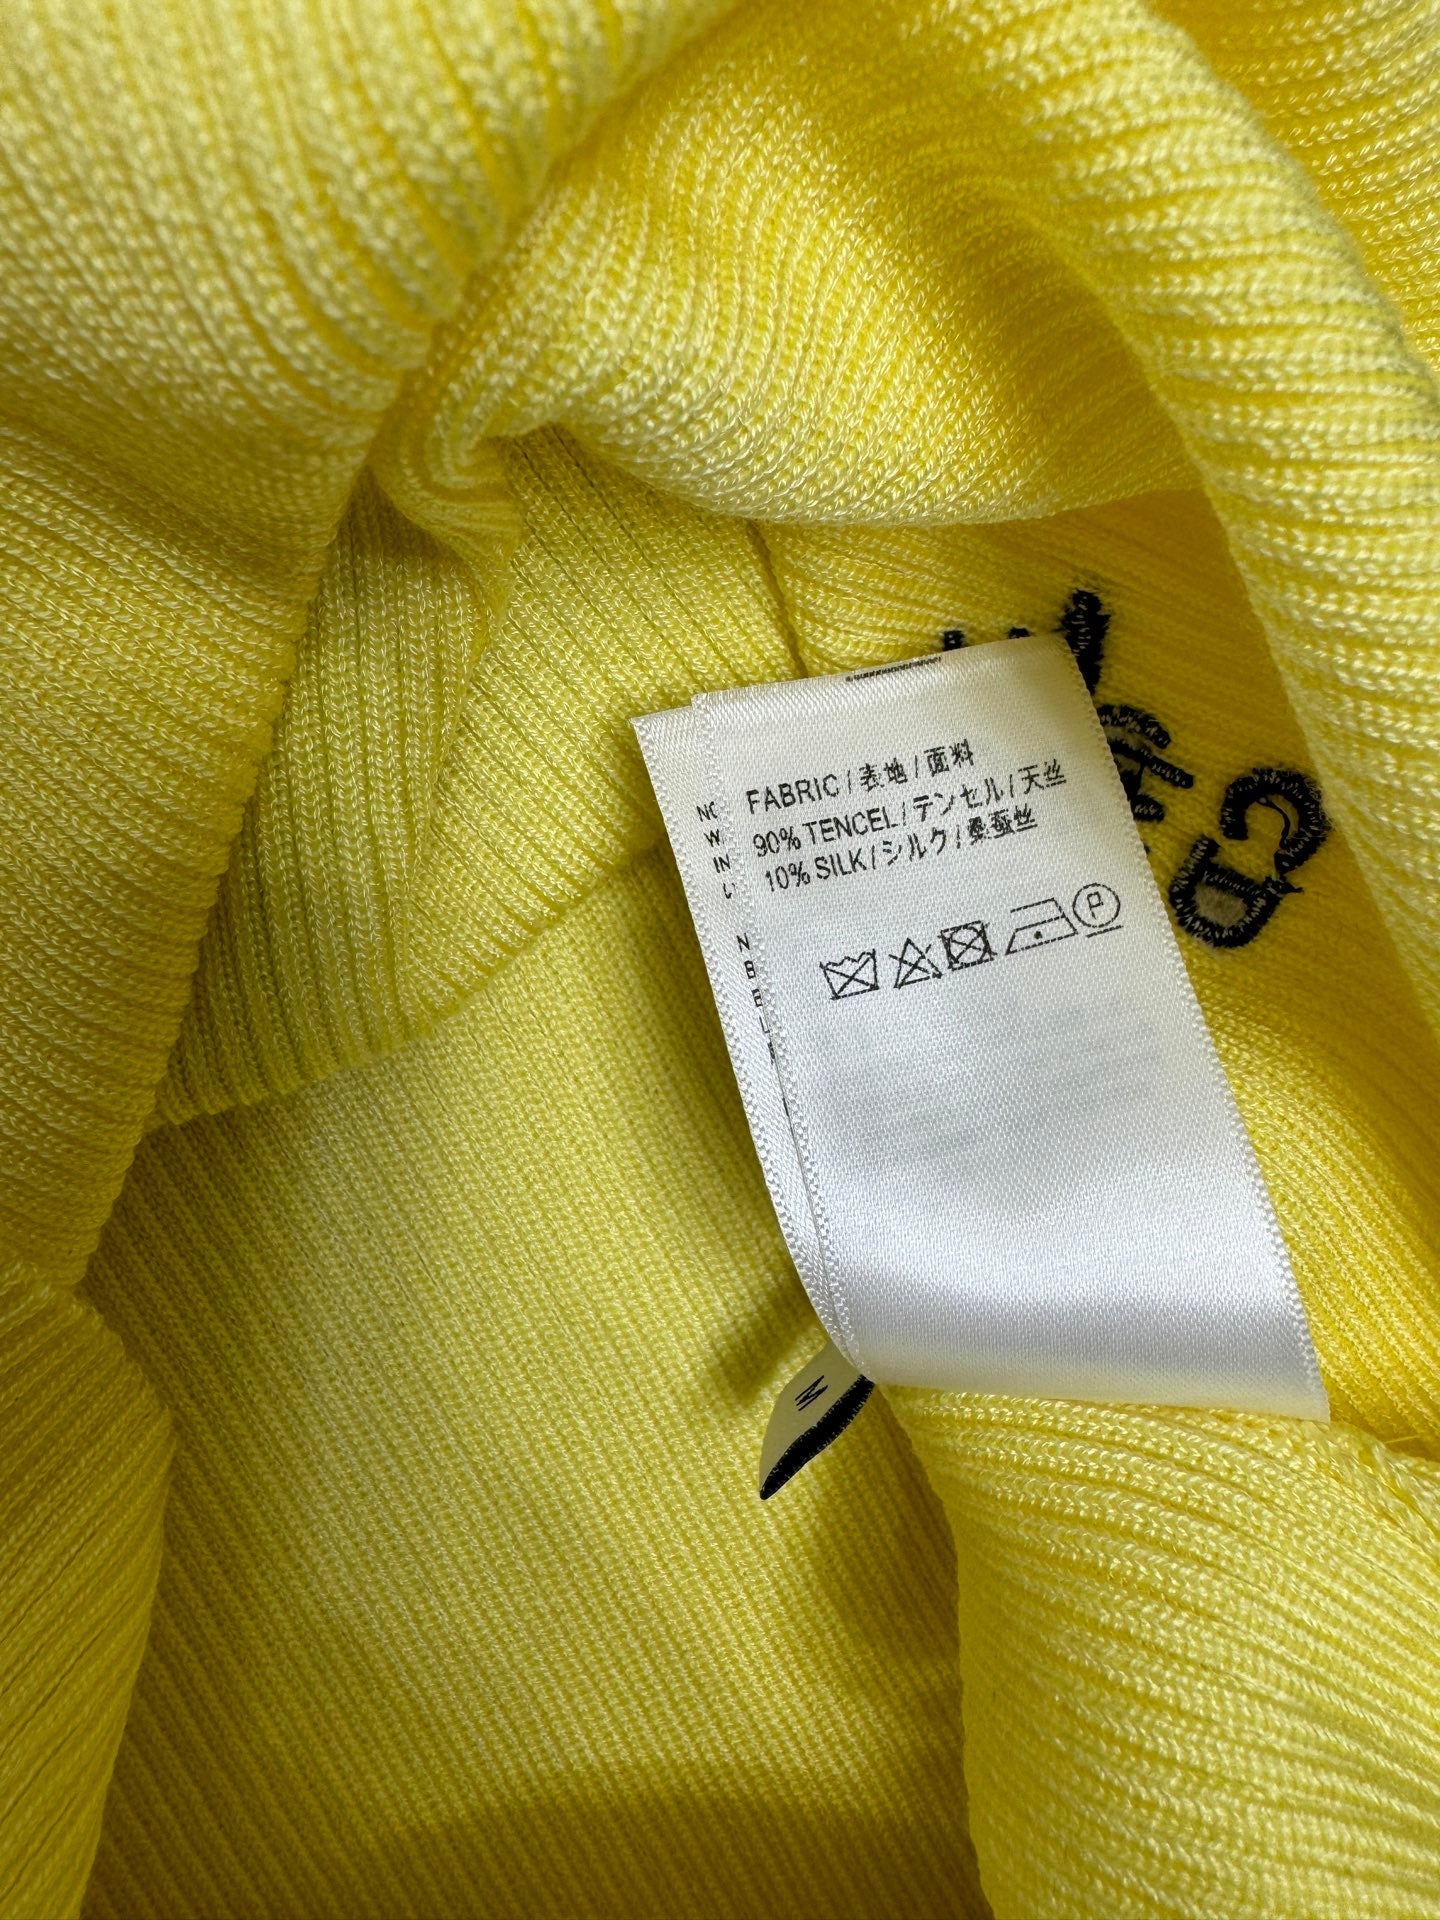 FABRIC / 表地 / 面料
90% TENCEL / テンセル / 天丝
10% SILK / シルク / 桑蚕丝
P
M